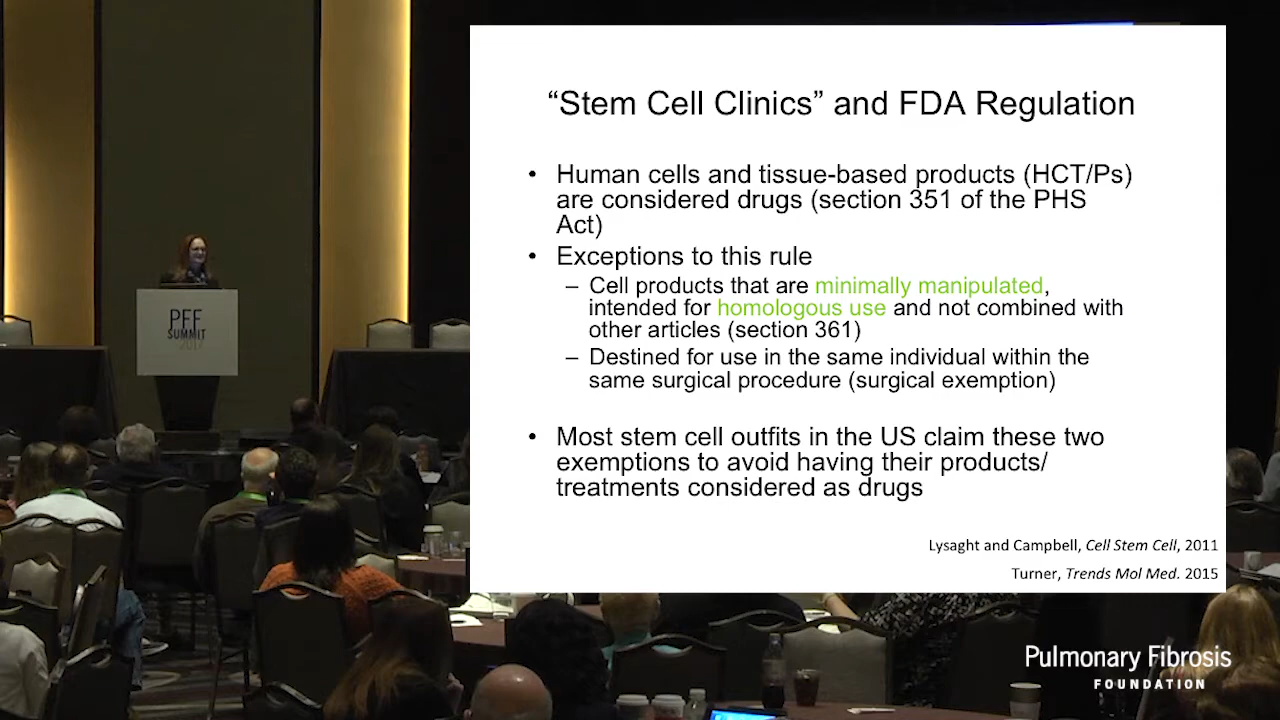 “Stem Cell Clinics” and FDA Regulation
• Human cells and tissue-based products (HCT/Ps)
are considered drugs (section 351 of the PHS
Act)
• Exceptions to this rule
– Cell products that are minimally manipulated,
intended for homologous use and not combined with
other articles (section 361)
– Destined for use in the same individual within the
same surgical procedure (surgical exemption)
• Most stem cell outfits in the US claim these two
exemptions to avoid having their products/
treatments considered as drugs
Lysaght and Campbell, Cell Stem Cell, 2011
Turner, Trends Mol Med. 2015
PFF
SUMMIT
Pulmonary Fibrosis
FOUNDATION